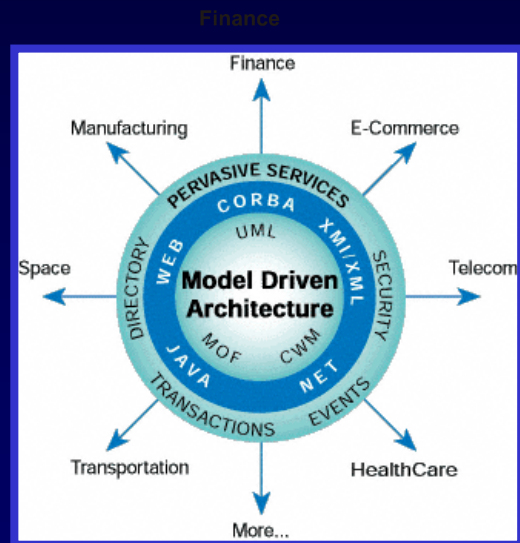 Finance
Finance
Manufacturing
E-Commerce
PERVASIVE SERVICES
CORBA
XMI/XML
WEB
UML
DIRECTORY
SECURITY
Space
Telecom
Model Driven
Architecture
MOF
CWM
JAVA
NET
TRANSACTIONS
EVENTS
Transportation
HealthCare
More...